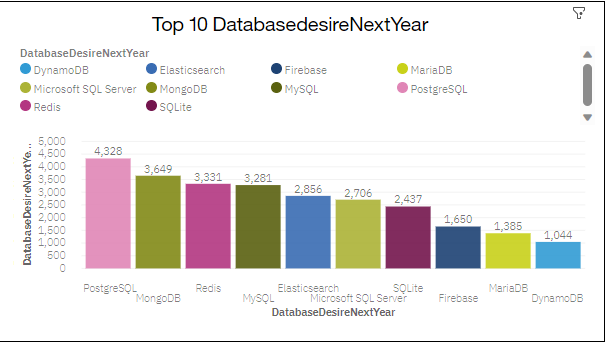 Top 10 DatabasedesireNextYear
DatabaseDesireNextYear
DynamoDB Elasticsearch Firebase MariaDB
Microsoft SQL Server MongoDB MySQL PostgreSQL
Redis SQLite
DatabaseDesireNextYe...
5,000
4,500
4,000
3,500
3,000
2,500
2,000
1,500
1,000
500
0
4,328 3,649 3,331 3,281 2,856 2,706 2,437 1,650 1,385 1,044
PostgreSQL Redis Elasticsearch SQLite MariaDB
MongoDB MySQL Microsoft SQL Server Firebase DynamoDB
DatabaseDesireNextYear